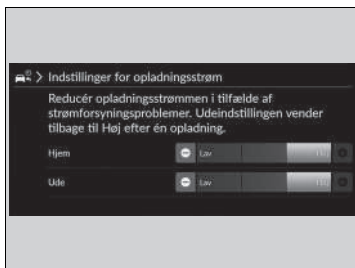 > Indstillinger for opladningsstrøm
Reducér opladningsstrømmen i tilfælde af
strømforsyningsproblemer. Udeindstillingen vender
tilbage til Høj efter én opladning.
Hjem Lav
Ude Lav